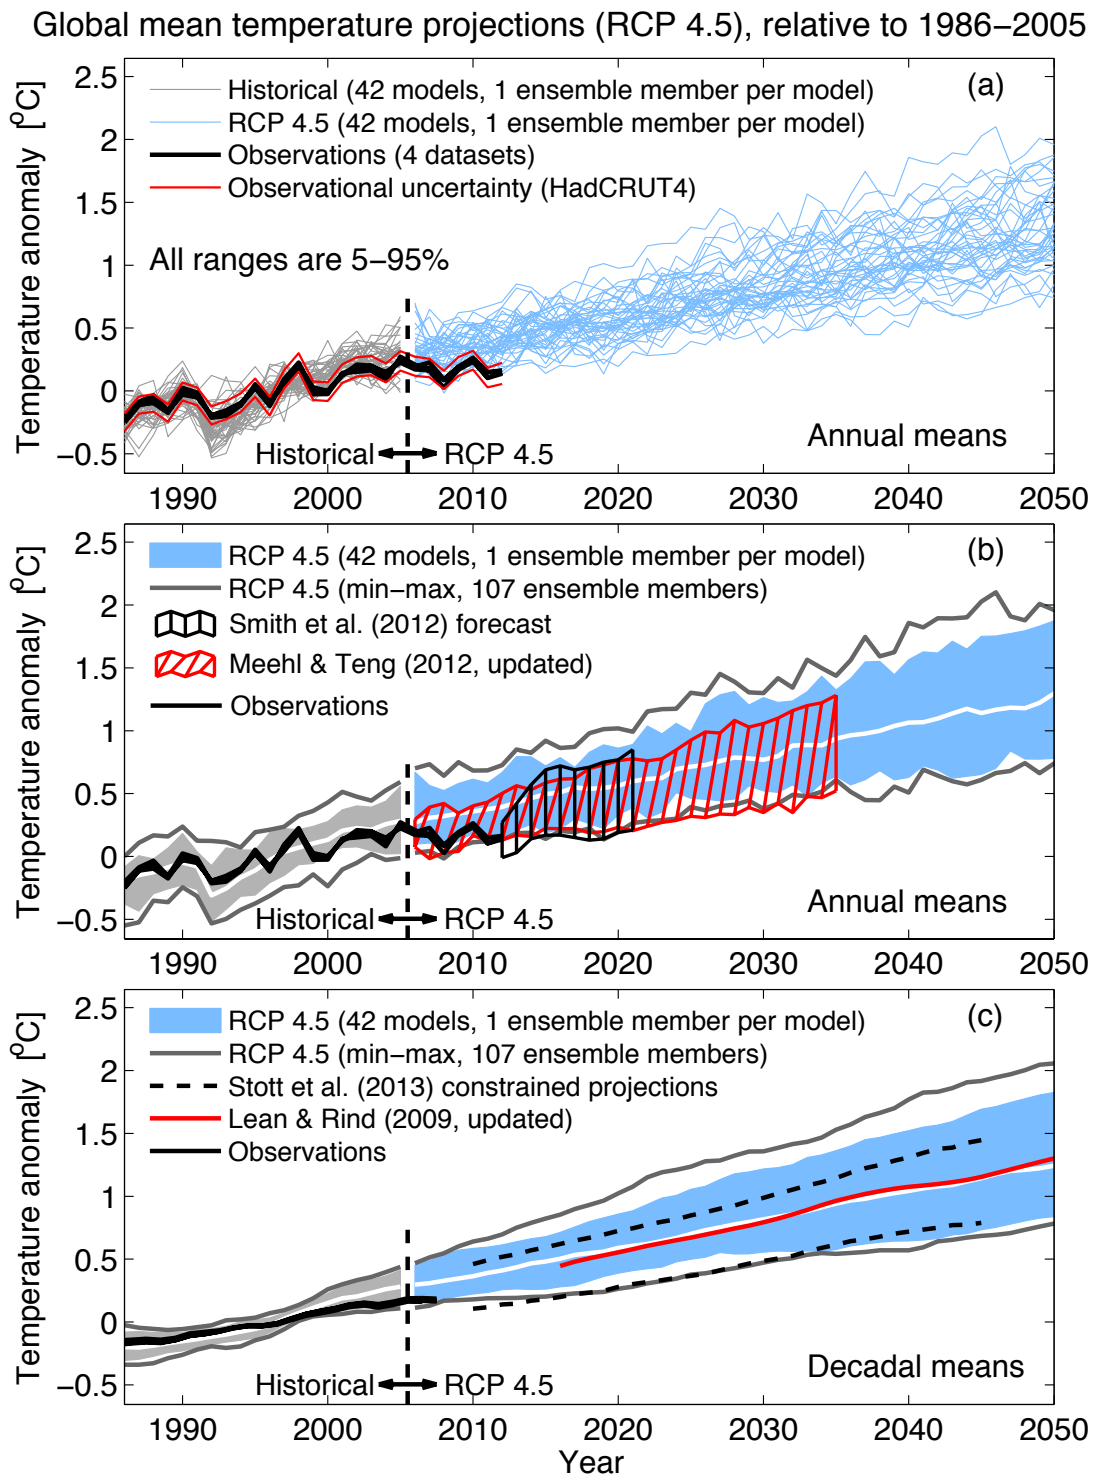 Global mean temperature projections (RCP 4.5), relative to 1986−2005
(a)
Historical (42 models, 1 ensemble member per model)
RCP 4.5 (42 models, 1 ensemble member per model)
Observations (4 datasets)
Observational uncertainty (HadCRUT4)
All ranges are 5−95%
Historical
RCP 4.5
Annual means
Temperature anomaly [°C]
2.5
2
1.5
1
0.5
0
−0.5
1990 2000 2010 2020 2030 2040 2050
(b)
RCP 4.5 (42 models, 1 ensemble member per model)
RCP 4.5 (min−max, 107 ensemble members)
Smith et al. (2012) forecast
Meehl & Teng (2012, updated)
Observations
Historical
RCP 4.5
Annual means
Temperature anomaly [°C]
2.5
2
1.5
1
0.5
0
−0.5
1990 2000 2010 2020 2030 2040 2050
(c)
RCP 4.5 (42 models, 1 ensemble member per model)
RCP 4.5 (min−max, 107 ensemble members)
Stott et al. (2013) constrained projections
Lean & Rind (2009, updated)
Observations
Historical
RCP 4.5
Decadal means
Temperature anomaly [°C]
2.5
2
1.5
1
0.5
0
−0.5
1990 2000 2010 2020 2030 2040 2050
Year